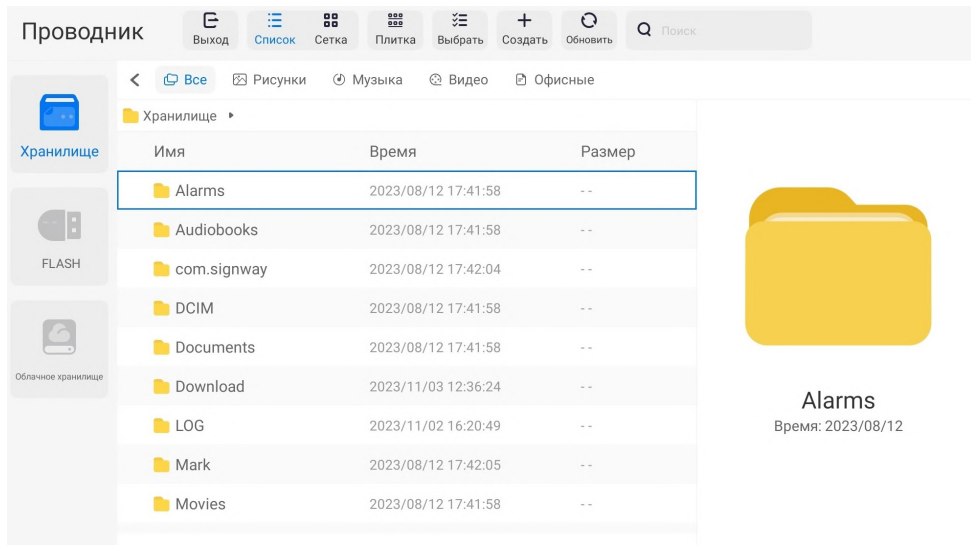 Проводник
Выход Список Сетка Плитка Выбрать Создать Обновить Поиск
Все Рисунки Музыка Видео Офисные
Хранилище
FLASH
Облачное хранилище
Хранилище
Имя Время Размер
Alarms 2023/08/12 17:41:58 - -
Audiobooks 2023/08/12 17:41:58 - -
com.signway 2023/08/12 17:42:04 - -
DCIM 2023/08/12 17:41:58 - -
Documents 2023/08/12 17:41:58 - -
Download 2023/11/03 12:36:24 - -
LOG 2023/11/02 16:20:49 - -
Mark 2023/08/12 17:42:05 - -
Movies 2023/08/12 17:41:58 - -
Alarms
Время: 2023/08/12